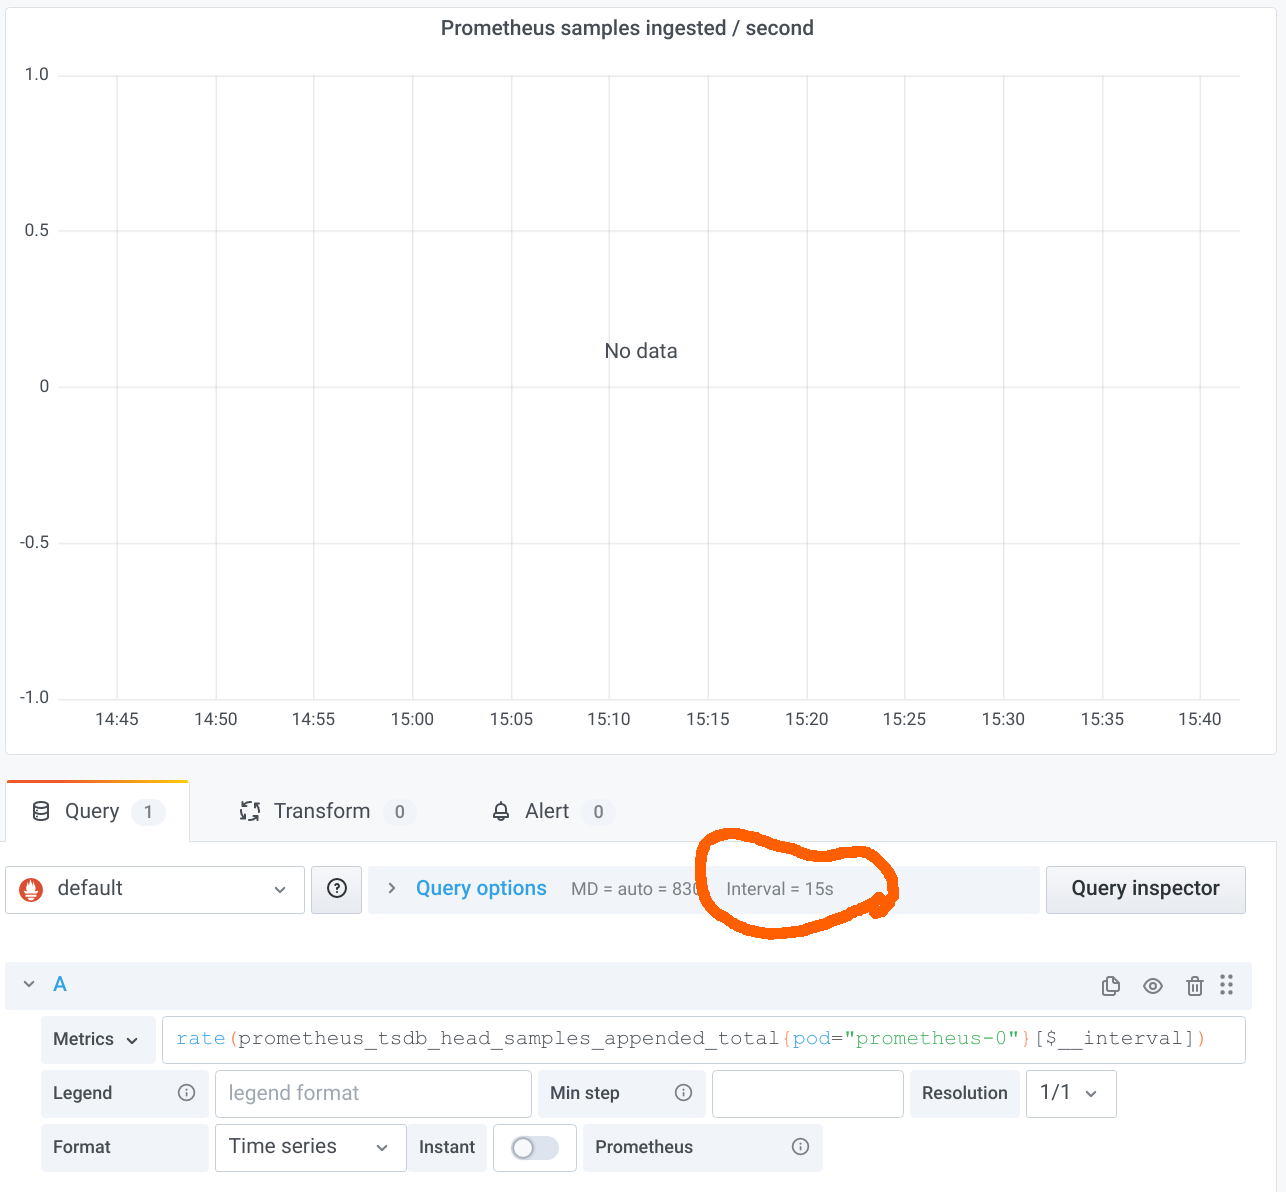 Prometheus samples ingested / second
1.0
0.5
0
-0.5
-1.0
No data
14:45 14:50 14:55 15:00 15:05 15:10 15:15 15:20 15:25 15:30 15:35 15:40
Query 1 Transform 0 Alert 0
default Query options MD = auto = 830 Interval = 15s Query inspector
A
Metrics rate(prometheus_tsdb_head_samples_appended_total{pod="prometheus-0"}[$__interval])
Legend legend format Min step Resolution 1/1
Format Time series Instant Prometheus